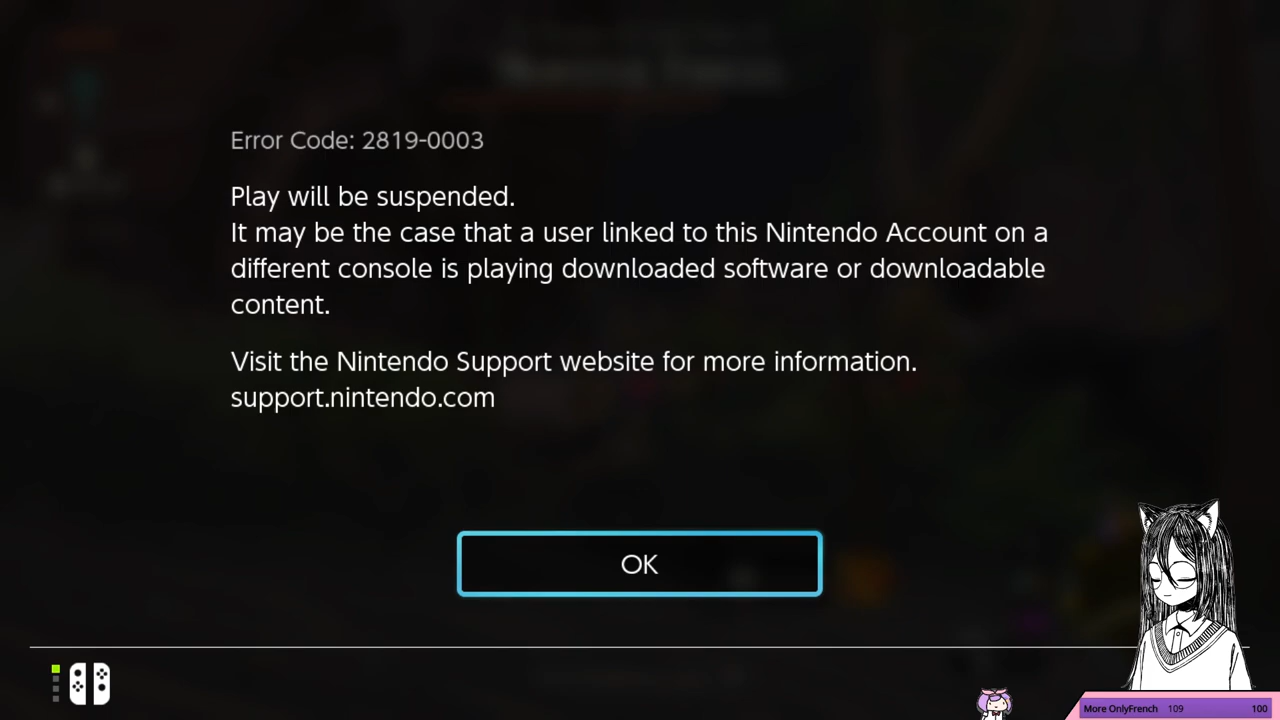 Error Code: 2819-0003
Play will be suspended.
It may be the case that a user linked to this Nintendo Account on a
different console is playing downloaded software or downloadable
content.
Visit the Nintendo Support website for more information.
support.nintendo.com
OK
More OnlyFrench 109 100